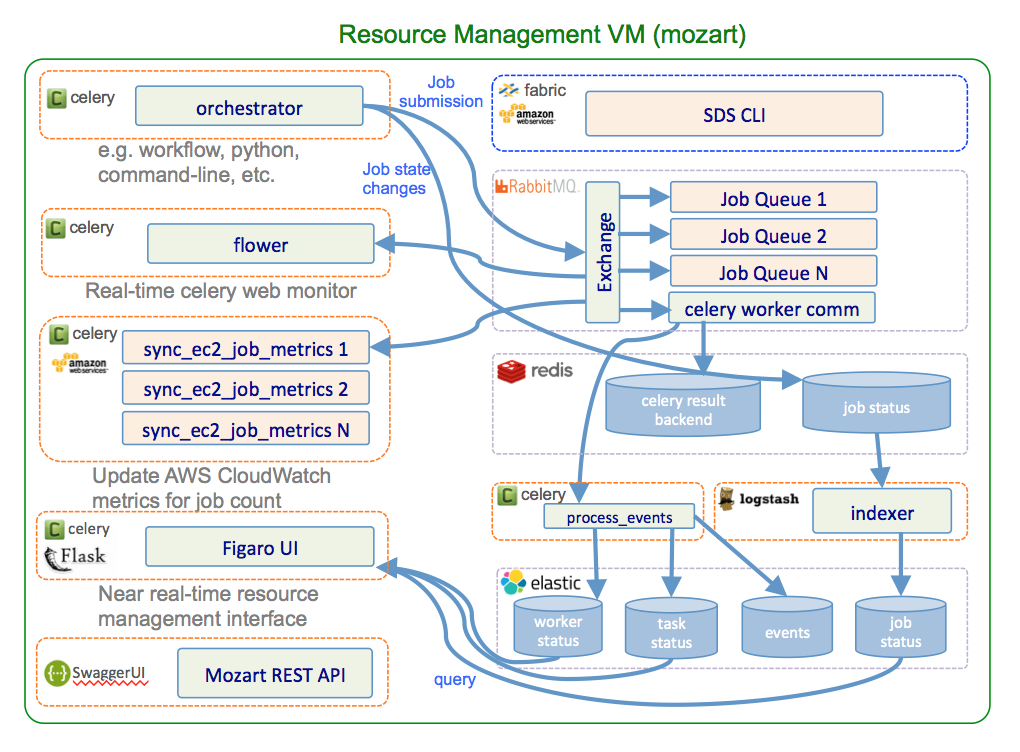 Resource Management VM (mozart)
celery
orchestrator
e.g. workflow, python,
command-line, etc.
Job
submission
Job state
changes
fabric
amazon
webservices™
SDS CLI
celery
flower
Real-time celery web monitor
RabbitMQ
Exchange
Job Queue 1
Job Queue 2
Job Queue N
celery worker comm
celery
amazon
webservices™
sync_ec2_job_metrics 1
sync_ec2_job_metrics 2
sync_ec2_job_metrics N
Update AWS CloudWatch
metrics for job count
redis
celery result
backend
job status
celery
process_events
logstash
indexer
celery
Flask
Figaro UI
Near real-time resource
management interface
elastic
worker
status
task
status
events
job
status
SwaggerUI
Mozart REST API
query